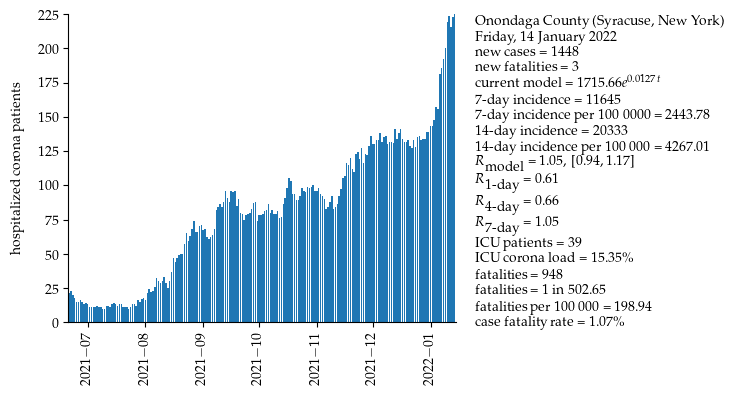 225
200
175
150
125
100
75
50
25
0
hospitalized corona patients
2021−07
2021−08
2021−09
2021−10
2021−11
2021−12
2022−01
Onondaga County (Syracuse, New York)
Friday, 14 January 2022
new cases = 1448
new fatalities = 3
current model = 1715.66e^0.0127 t
7-day incidence = 11645
7-day incidence per 100 0000 = 2443.78
14-day incidence = 20333
14-day incidence per 100 000 = 4267.01
R_model = 1.05, [0.94, 1.17]
R_1-day = 0.61
R_4-day = 0.66
R_7-day = 1.05
ICU patients = 39
ICU corona load = 15.35%
fatalities = 948
fatalities = 1 in 502.65
fatalities per 100 000 = 198.94
case fatality rate = 1.07%